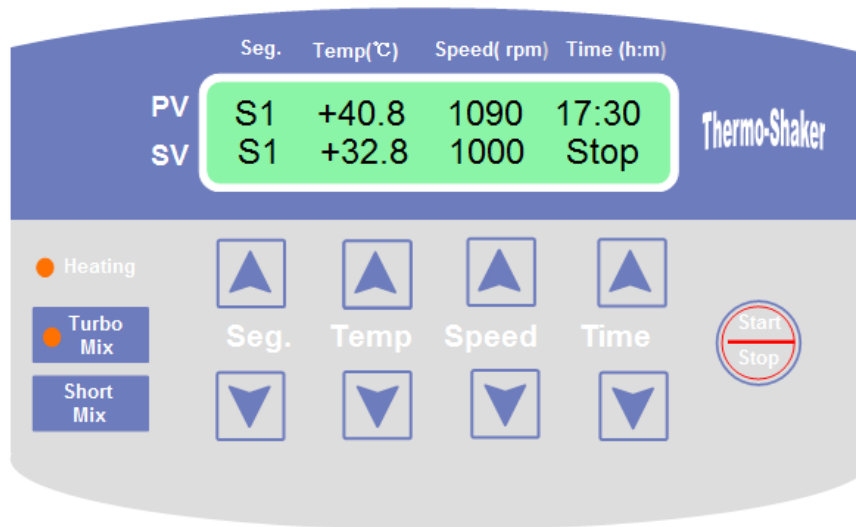 Seg. Temp(℃) Speed( rpm) Time (h:m)
PV S1 +40.8 1090 17:30
SV S1 +32.8 1000 Stop
Thermo-Shaker
Heating
Turbo
Mix
Seg. Temp Speed Time
Start
Stop
Short
Mix